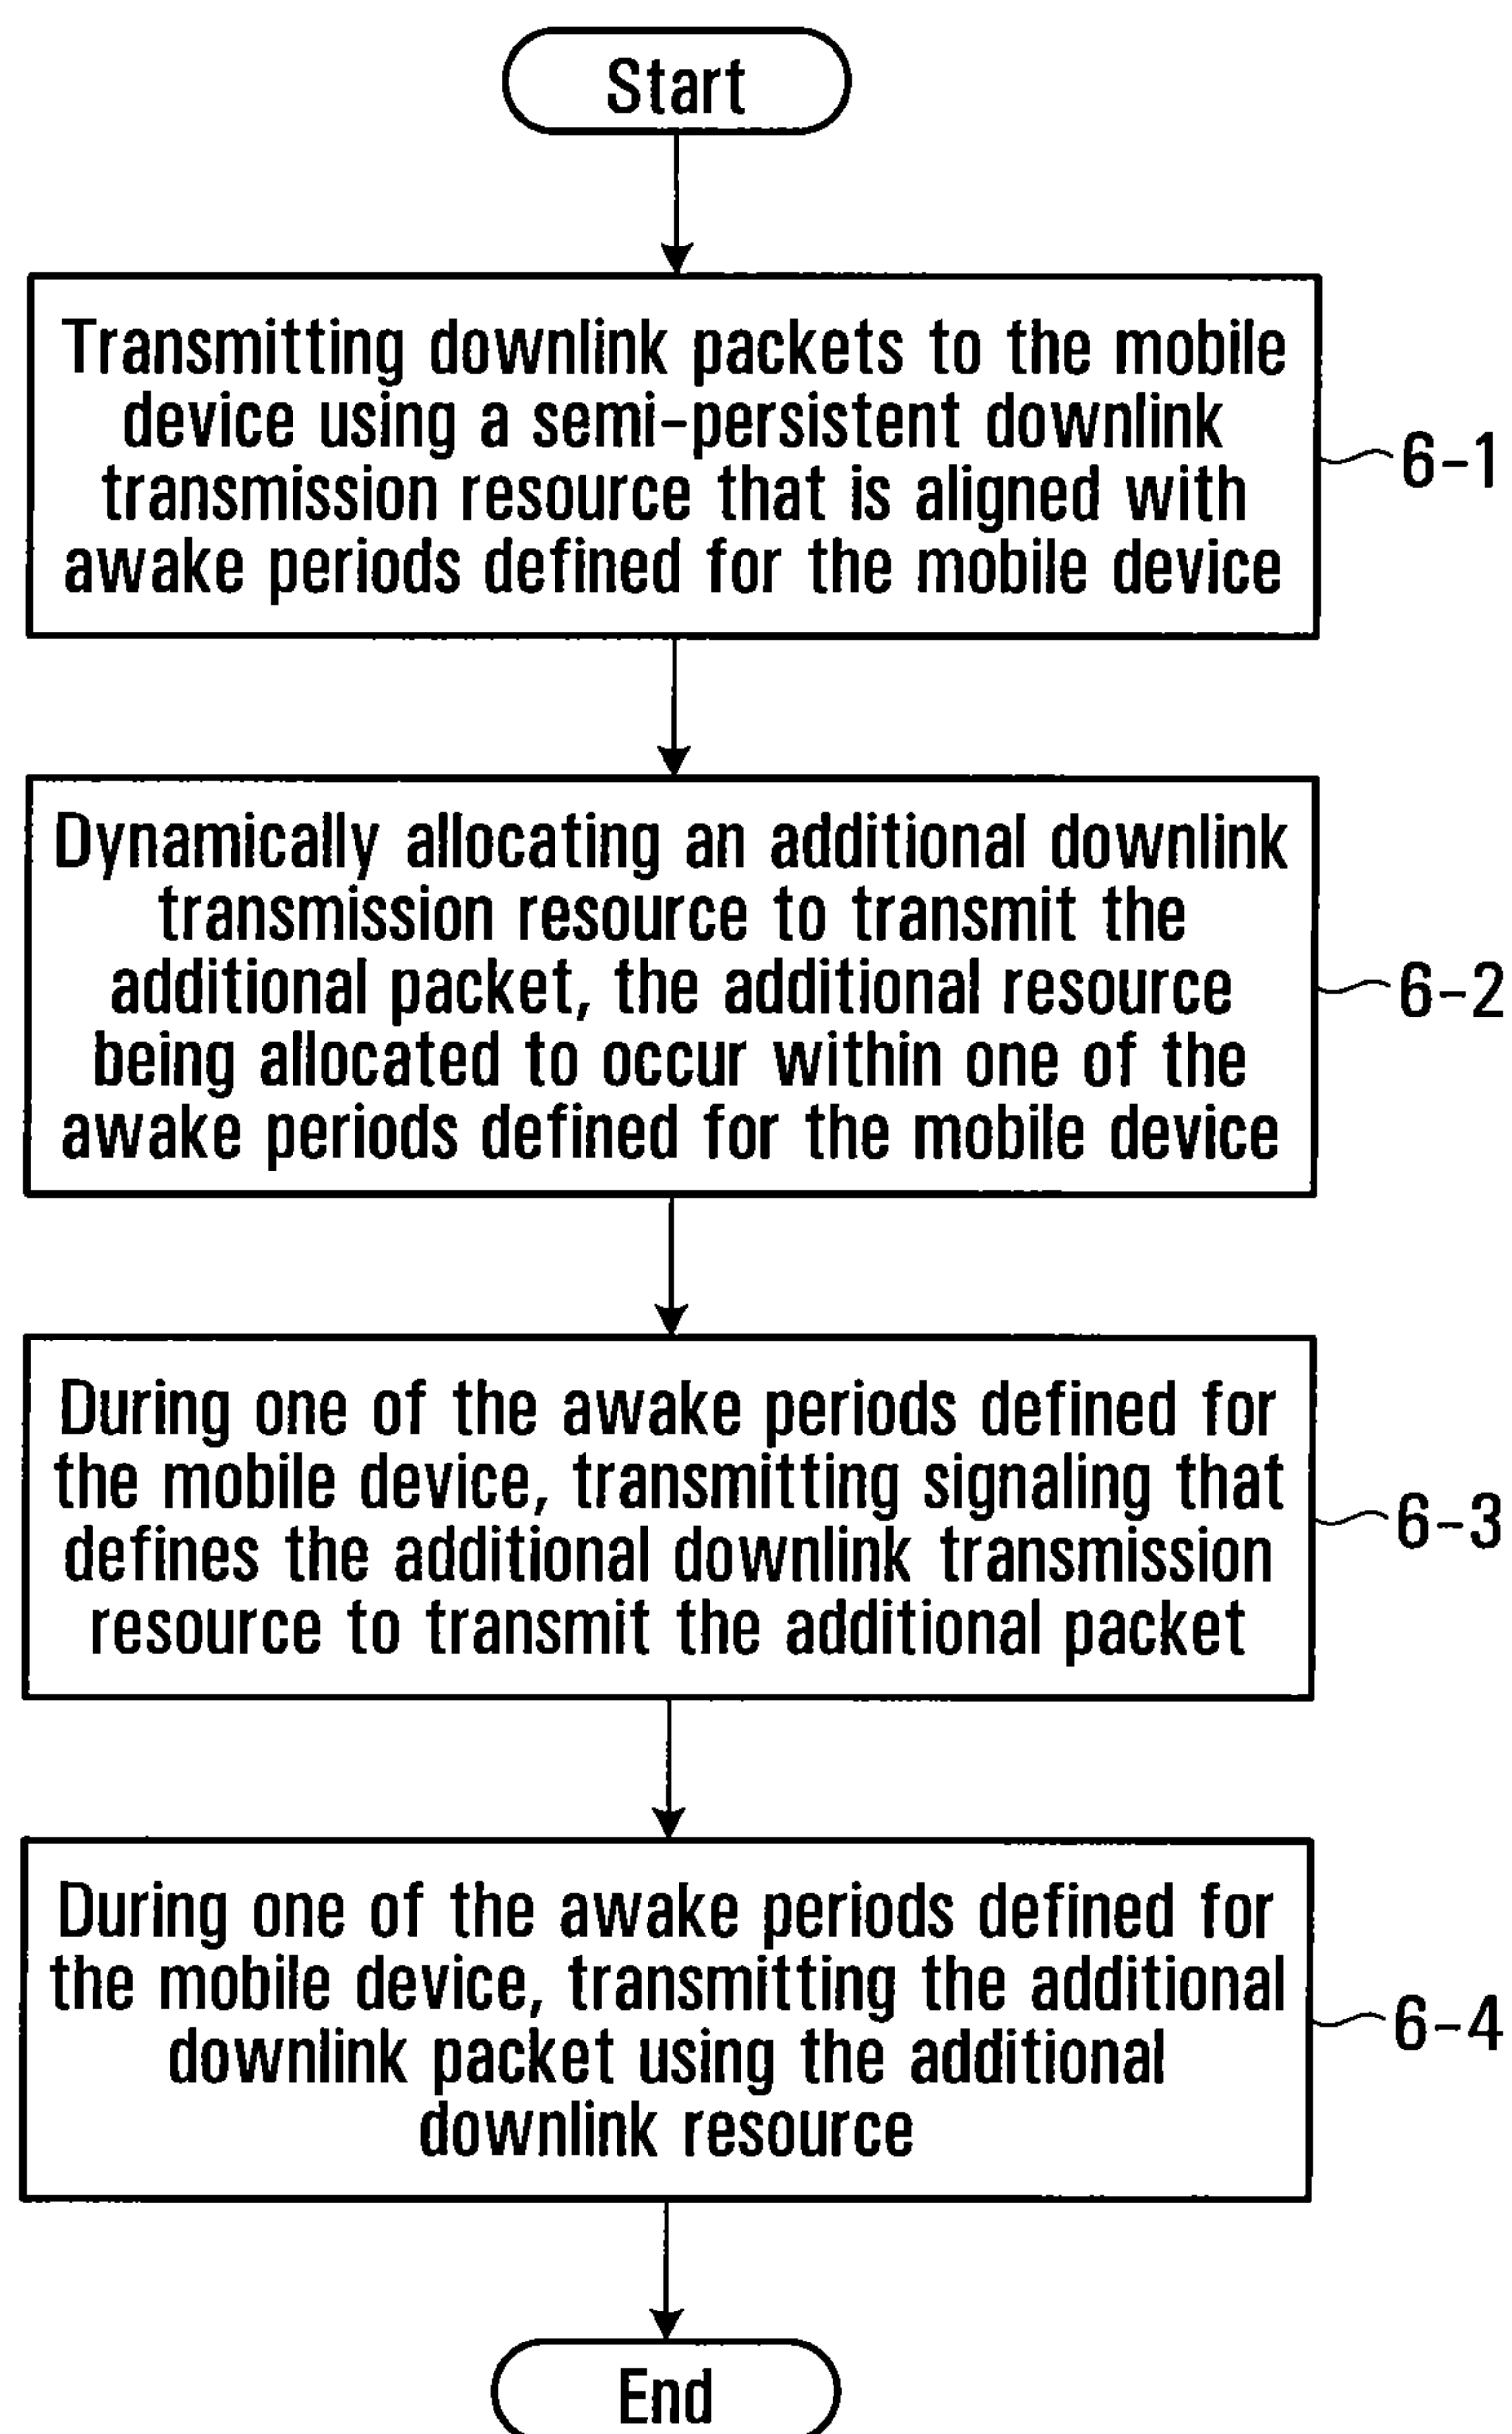 Start
Transmitting downlink packets to the mobile
device using a semi-persistent downlink
transmission resource that is aligned with
awake periods defined for the mobile device
6-1
Dynamically allocating an additional downlink
transmission resource to transmit the
additional packet, the additional resource
being allocated to occur within one of the
awake periods defined for the mobile device
6-2
During one of the awake periods defined for
the mobile device, transmitting signaling that
defines the additional downlink transmission
resource to transmit the additional packet
6-3
During one of the awake periods defined for
the mobile device, transmitting the additional
downlink packet using the additional
downlink resource
6-4
End